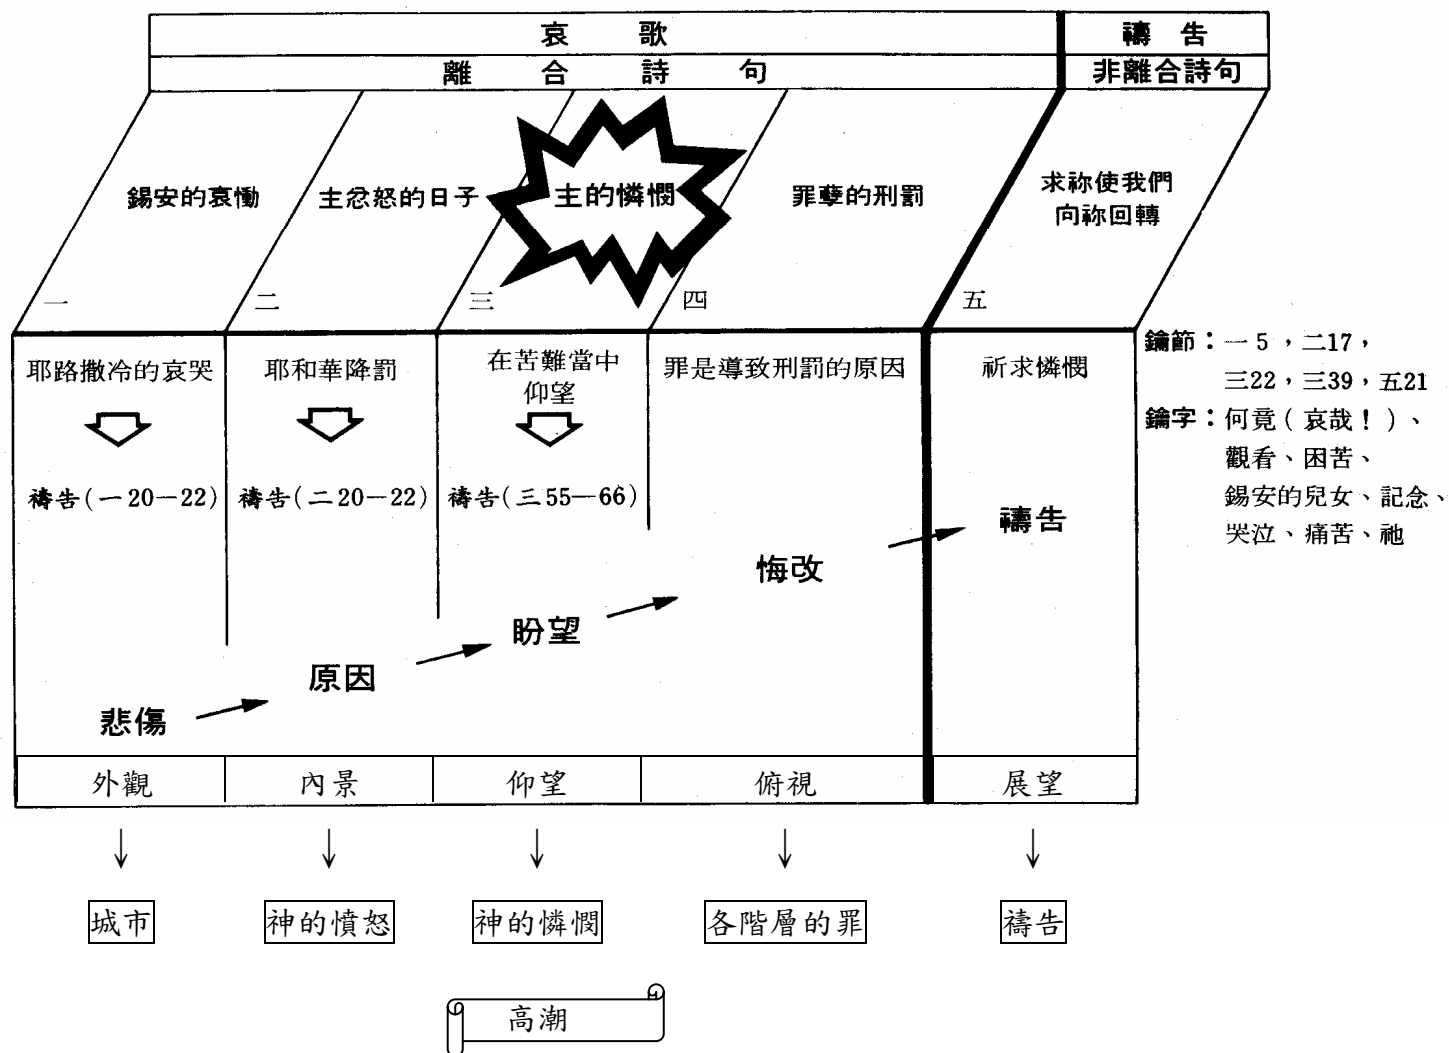 哀歌
禱告
離合詩句
非離合詩句
錫安的哀慟
主忿怒的日子
主的憐憫
罪孽的刑罰
求祢使我們
向祢回轉
一
二
三
四
五
耶路撒冷的哀哭
耶和華降罰
在苦難當中
仰望
罪是導致刑罰的原因
祈求憐憫
禱告(一20—22)
禱告(二20—22)
禱告(三55—66)
悲傷
原因
盼望
悔改
禱告
外觀
內景
仰望
俯視
展望
城市
神的憤怒
神的憐憫
各階層的罪
禱告
高潮
鑰節：一5，二17，
三22，三39，五21
鑰字：何竟(哀哉！)、
觀看、困苦、
錫安的兒女、記念、
哭泣、痛苦、祂